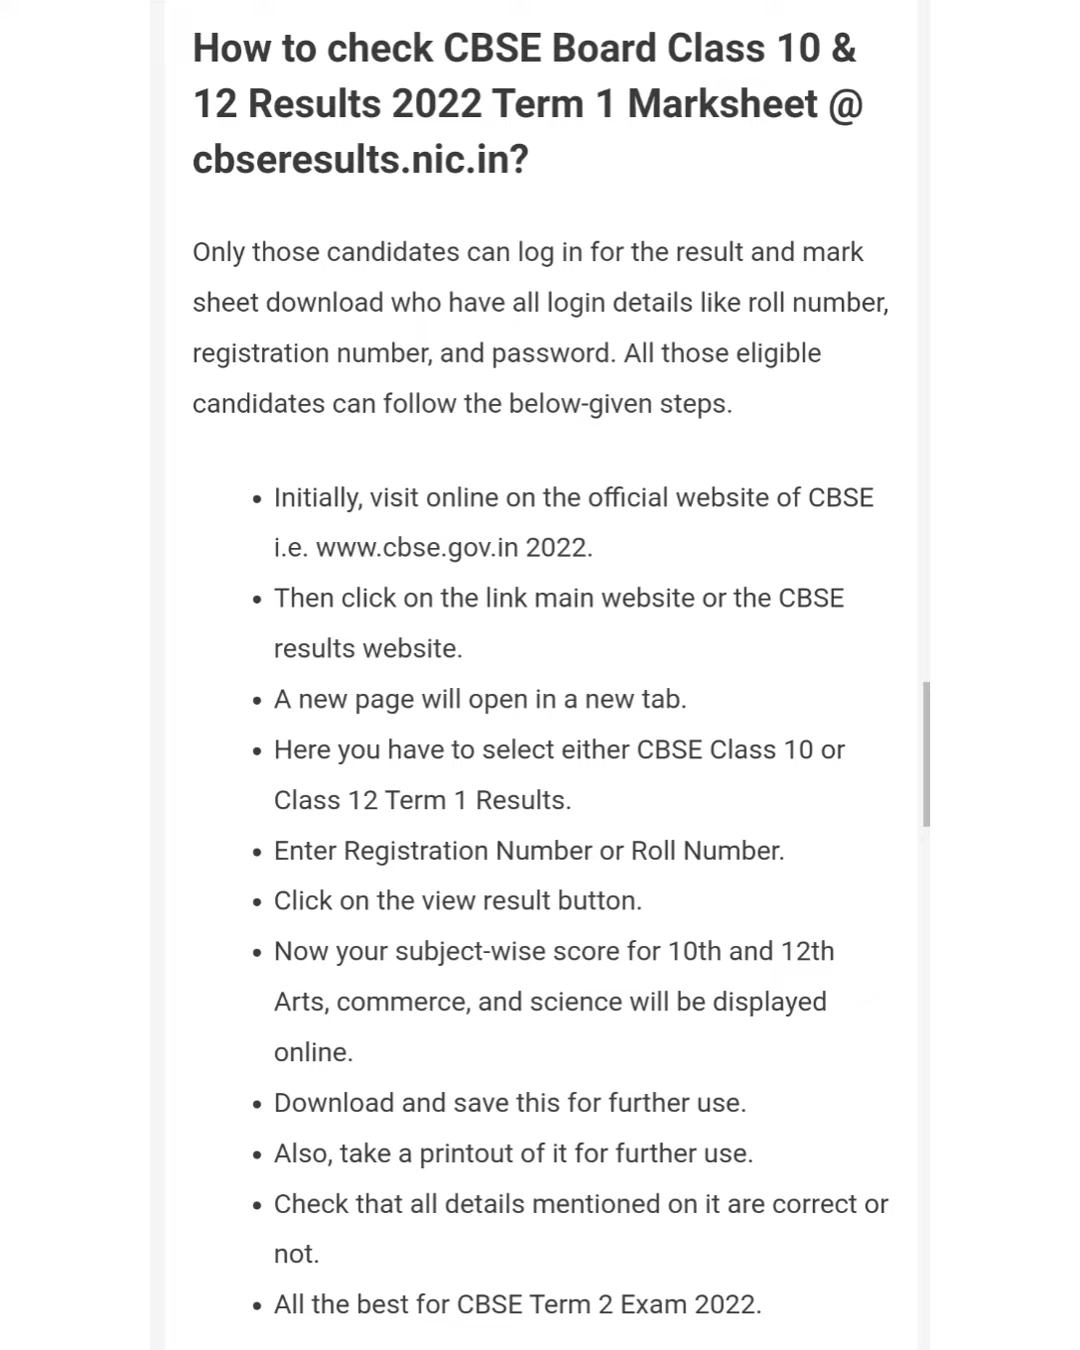 How to check CBSE Board Class 10 &
12 Results 2022 Term 1 Marksheet @
cbseresults.nic.in?
Only those candidates can log in for the result and mark
sheet download who have all login details like roll number,
registration number, and password. All those eligible
candidates can follow the below-given steps.
• Initially, visit online on the official website of CBSE
i.e. www.cbse.gov.in 2022.
• Then click on the link main website or the CBSE
results website.
• A new page will open in a new tab.
• Here you have to select either CBSE Class 10 or
Class 12 Term 1 Results.
• Enter Registration Number or Roll Number.
• Click on the view result button.
• Now your subject-wise score for 10th and 12th
Arts, commerce, and science will be displayed
online.
• Download and save this for further use.
• Also, take a printout of it for further use.
• Check that all details mentioned on it are correct or
not.
• All the best for CBSE Term 2 Exam 2022.